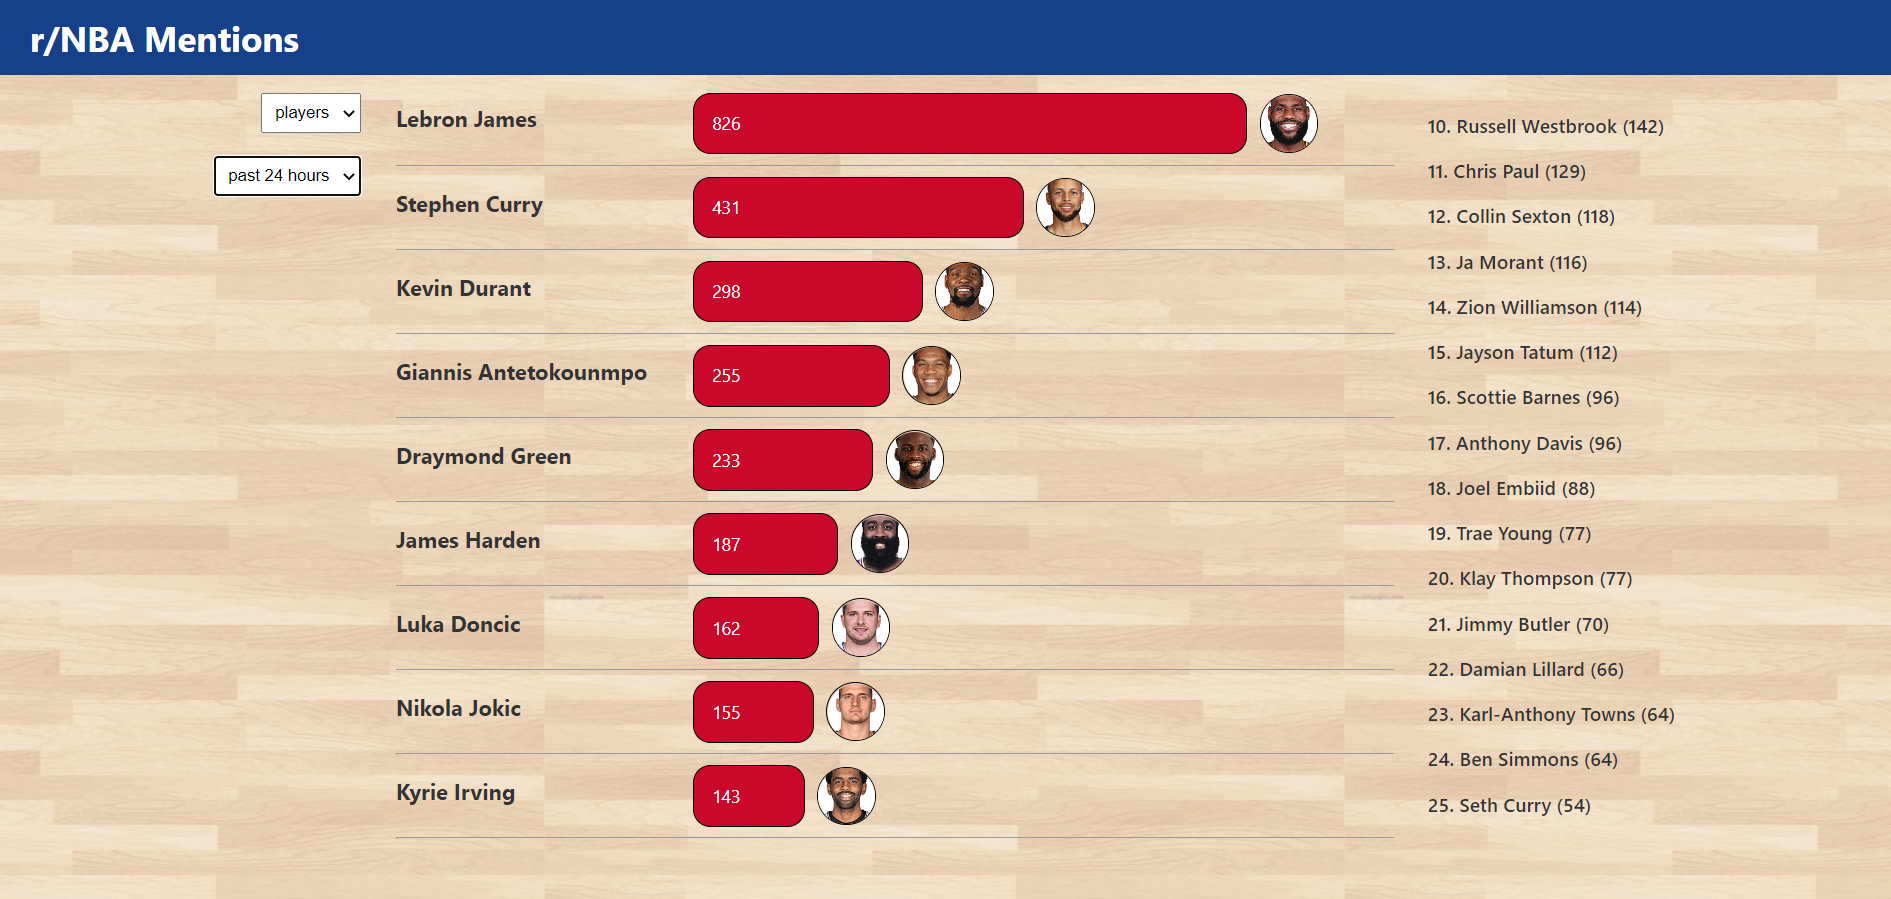 r/NBA Mentions
players
past 24 hours
Lebron James
826
Stephen Curry
431
Kevin Durant
298
Giannis Antetokounmpo
255
Draymond Green
233
James Harden
187
Luka Doncic
162
Nikola Jokic
155
Kyrie Irving
143
10. Russell Westbrook (142)
11. Chris Paul (129)
12. Collin Sexton (118)
13. Ja Morant (116)
14. Zion Williamson (114)
15. Jayson Tatum (112)
16. Scottie Barnes (96)
17. Anthony Davis (96)
18. Joel Embiid (88)
19. Trae Young (77)
20. Klay Thompson (77)
21. Jimmy Butler (70)
22. Damian Lillard (66)
23. Karl-Anthony Towns (64)
24. Ben Simmons (64)
25. Seth Curry (54)